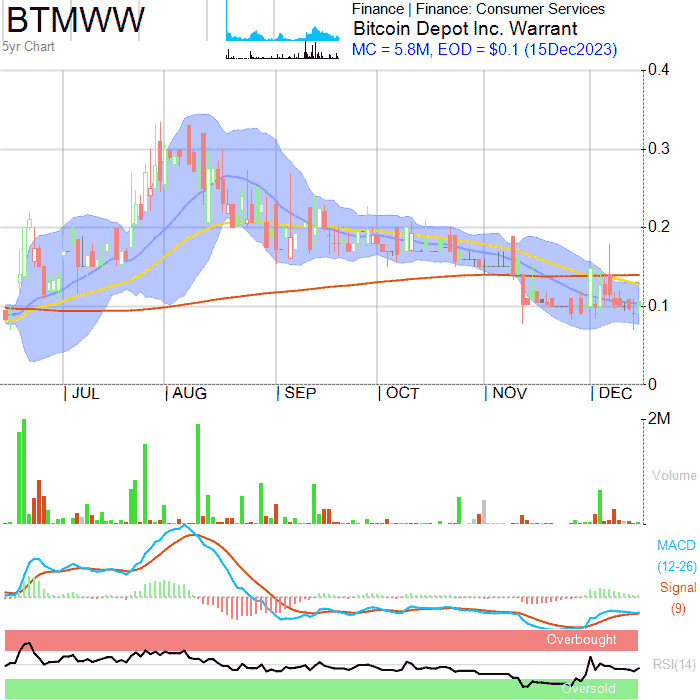 BTMWW
5yr Chart
Finance | Finance: Consumer Services
Bitcoin Depot Inc. Warrant
MC = 5.8M, EOD = $0.1 (15Dec2023)
0.4
0.3
0.2
0.1
0
JUL AUG SEP OCT NOV DEC
2M
Volume
MACD
(12-26)
Signal
(9)
Overbought
RSI(14)
Oversold